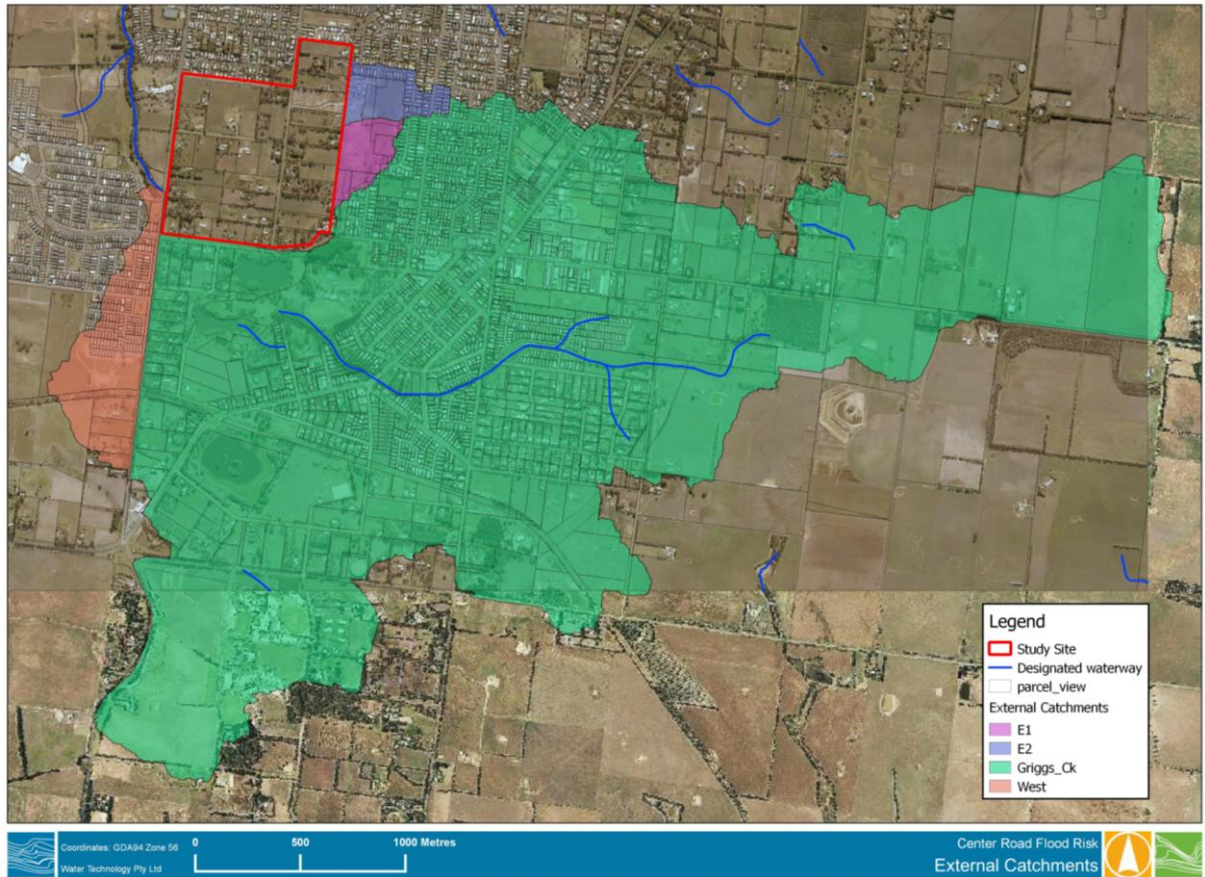 Legend
Study Site
Designated waterway
parcel_view
External Catchments
E1
E2
Griggs_Ck
West
Coordinates: GDA94 Zone 56
Water Technology Pty Ltd
0 500 1000 Metres
Center Road Flood Risk
External Catchments